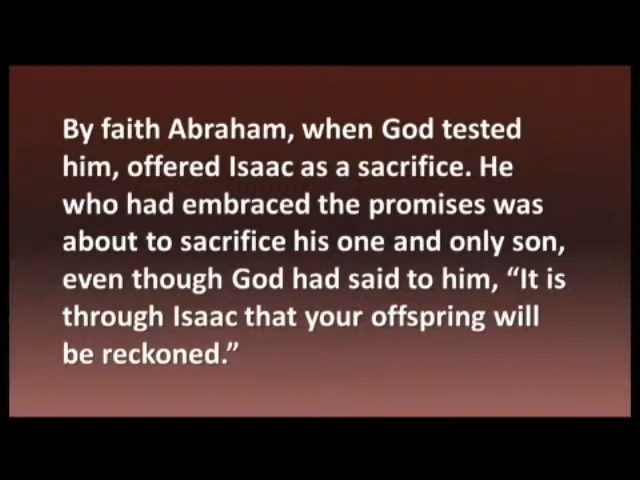 By faith Abraham, when God tested
him, offered Isaac as a sacrifice. He
who had embraced the promises was
about to sacrifice his one and only son,
even though God had said to him, “It is
through Isaac that your offspring will
be reckoned.”